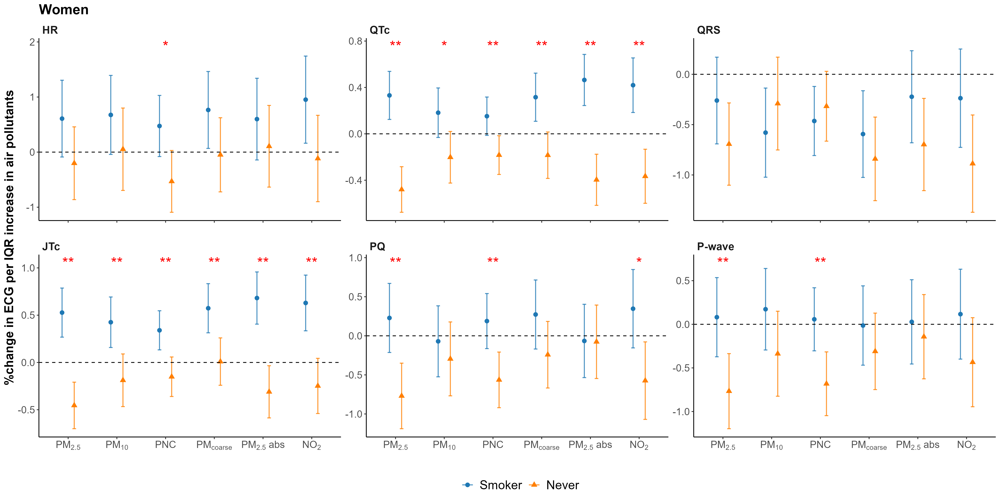 Women
HR
QTc
QRS
%change in ECG per IQR increase in air pollutants
2
1
0
-1
*
0.8
0.4
0.0
-0.4
** * ** ** ** **
0.0
-0.5
-1.0
JTc
PQ
P-wave
1.0
0.5
0.0
-0.5
** ** ** ** ** **
1.0
0.5
0.0
-0.5
-1.0
** ** *
0.5
0.0
-0.5
-1.0
** **
PM2.5 PM10 PNC PMcoarse PM2.5 abs NO2
PM2.5 PM10 PNC PMcoarse PM2.5 abs NO2
PM2.5 PM10 PNC PMcoarse PM2.5 abs NO2
Smoker Never